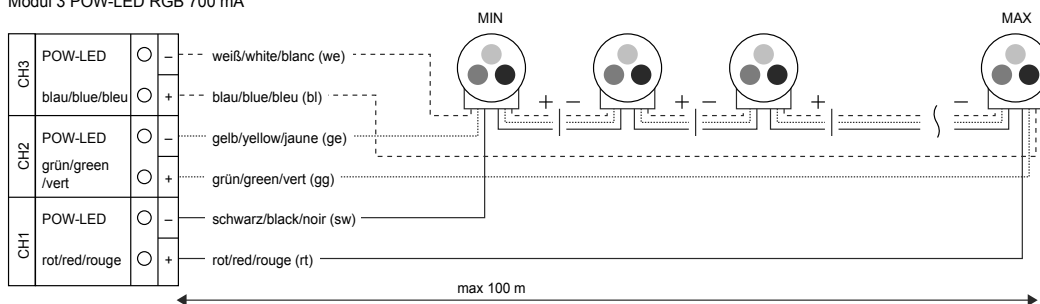 Modul 3 POW-LED RGB 700 mA
MIN
MAX
CH3
POW-LED
–
weiß/white/blanc (we)
blau/blue/bleu
+
blau/blue/bleu (bl)
+ –
+ –
+
–
CH2
POW-LED
–
gelb/yellow/jaune (ge)
grün/green
/vert
+
grün/green/vert (gg)
CH1
POW-LED
–
schwarz/black/noir (sw)
rot/red/rouge
+
rot/red/rouge (rt)
max 100 m